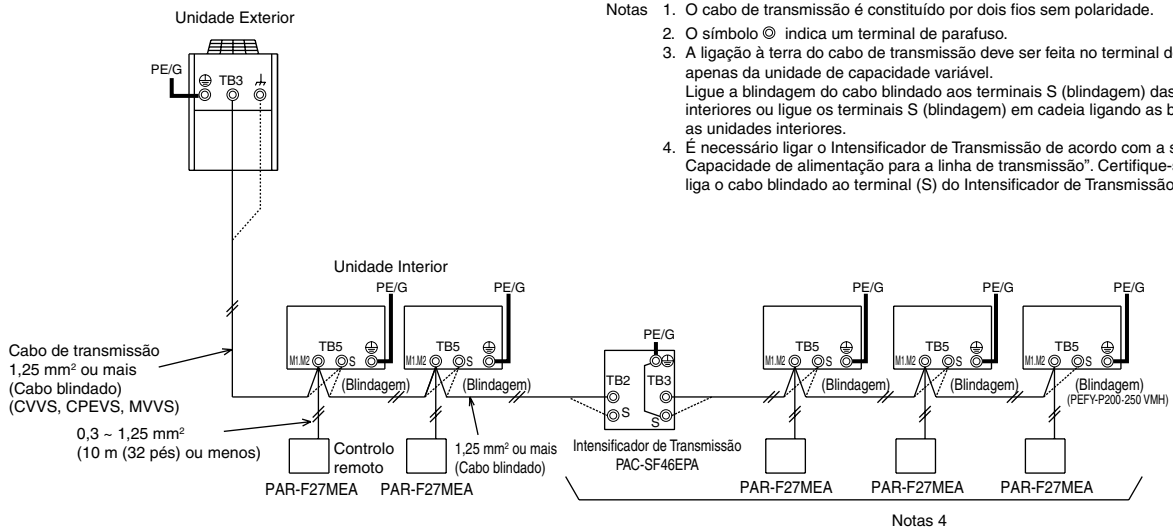 Unidade Exterior
PE/G
TB3
Notas 1. O cabo de transmissão é constituído por dois fios sem polaridade.
2. O símbolo ◎ indica um terminal de parafuso.
3. A ligação à terra do cabo de transmissão deve ser feita no terminal d
apenas da unidade de capacidade variável.
Ligue a blindagem do cabo blindado aos terminais S (blindagem) das
interiores ou ligue os terminais S (blindagem) em cadeia ligando as b
as unidades interiores.
4. É necessário ligar o Intensificador de Transmissão de acordo com a s
Capacidade de alimentação para a linha de transmissão”. Certifique-
liga o cabo blindado ao terminal (S) do Intensificador de Transmissão
Unidade Interior
PE/G PE/G PE/G PE/G PE/G PE/G
TB5 TB5 TB2 TB3 TB5 TB5 TB5
M1.M2 S M1.M2 S S S M1.M2 S M1.M2 S M1.M2 S
(Blindagem) (Blindagem) (Blindagem) (Blindagem) (Blindagem)
(PEFY-P200-250 VMH)
Cabo de transmissão
1,25 mm² ou mais
(Cabo blindado)
(CVVS, CPEVS, MVVS)
0,3 ~ 1,25 mm²
(10 m (32 pés) ou menos)
Controlo
remoto
1,25 mm² ou mais
(Cabo blindado)
Intensificador de Transmissão
PAC-SF46EPA
PAR-F27MEA PAR-F27MEA PAR-F27MEA PAR-F27MEA PAR-F27MEA
Notas 4